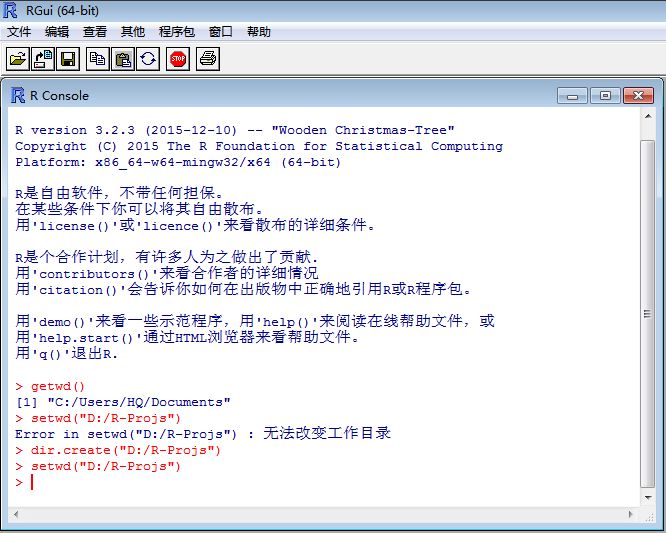 RGui (64-bit)
文件 编辑 查看 其他 程序包 窗口 帮助
STOP
R Console
R version 3.2.3 (2015-12-10) -- "Wooden Christmas-Tree"
Copyright (C) 2015 The R Foundation for Statistical Computing
Platform: x86_64-w64-mingw32/x64 (64-bit)
R是自由软件，不带任何担保。
在某些条件下你可以将其自由散布。
用'license()'或'licence()'来看散布的详细条件。
R是个合作计划，有许多人为之做出了贡献.
用'contributors()'来看合作者的详细情况
用'citation()'会告诉你如何在出版物中正确地引用R或R程序包。
用'demo()'来看一些示范程序，用'help()'来阅读在线帮助文件，或
用'help.start()'通过HTML浏览器来看帮助文件。
用'q()'退出R.
> getwd()
[1] "C:/Users/HQ/Documents"
> setwd("D:/R-Projs")
Error in setwd("D:/R-Projs") : 无法改变工作目录
> dir.create("D:/R-Projs")
> setwd("D:/R-Projs")
>